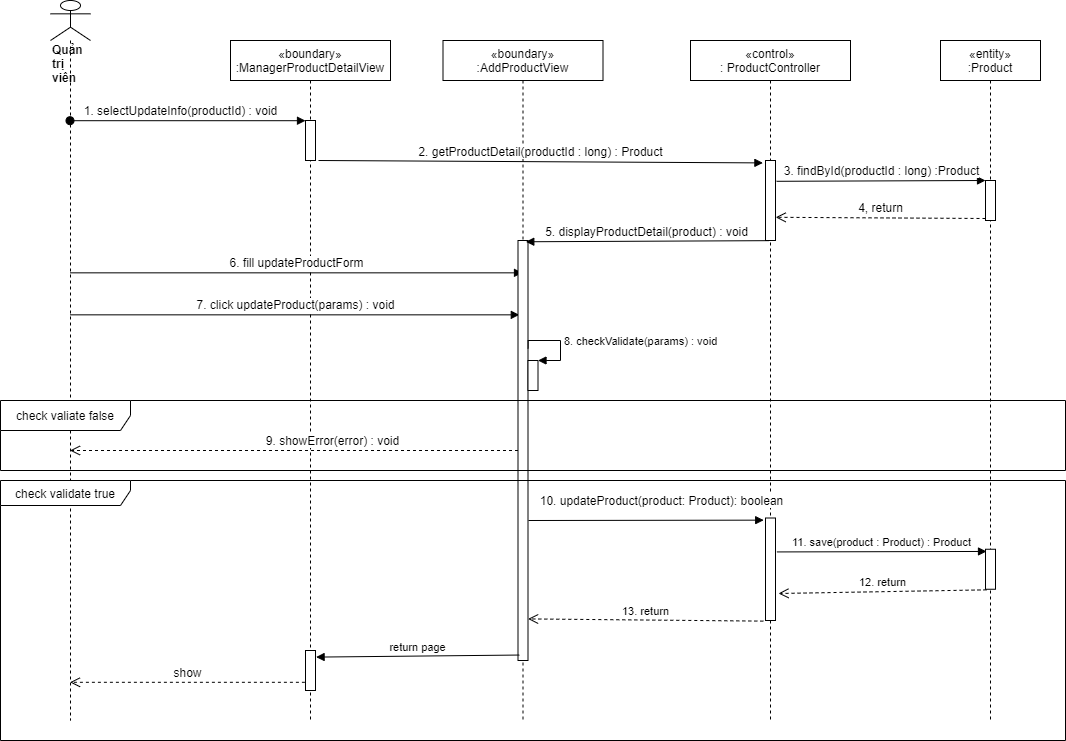 Quản
trị
viên
«boundary»
:ManagerProductDetailView
«boundary»
:AddProductView
«control»
: ProductController
«entity»
:Product
1. selectUpdateInfo(productId) : void
2. getProductDetail(productId : long) : Product
3. findById(productId : long) :Product
4, return
5. displayProductDetail(product) : void
6. fill updateProductForm
7. click updateProduct(params) : void
8. checkValidate(params) : void
check valiate false
9. showError(error) : void
check validate true
10. updateProduct(product: Product): boolean
11. save(product : Product) : Product
12. return
13. return
return page
show